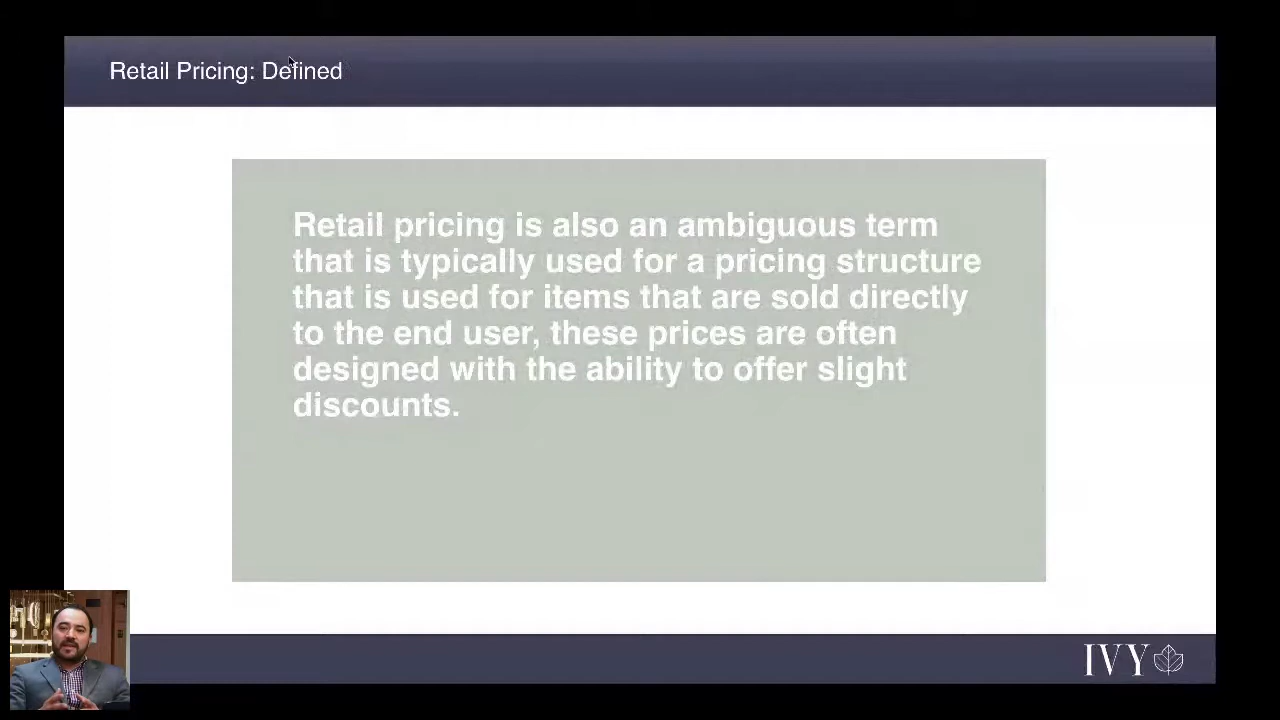 Retail Pricing: Defined
Retail pricing is also an ambiguous term
that is typically used for a pricing structure
that is used for items that are sold directly
to the end user, these prices are often
designed with the ability to offer slight
discounts.
IVY